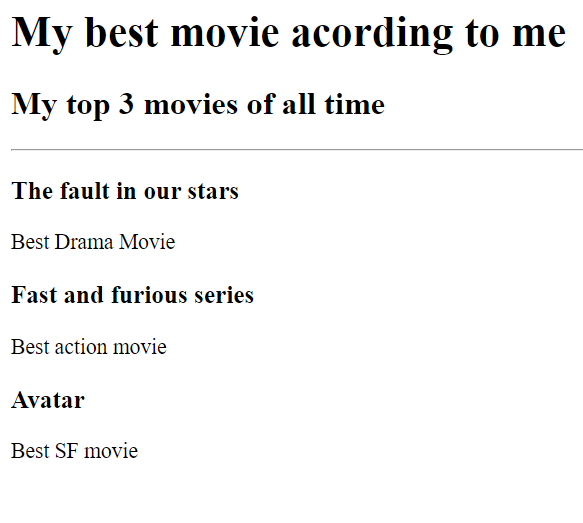 My best movie acording to me
My top 3 movies of all time
The fault in our stars
Best Drama Movie
Fast and furious series
Best action movie
Avatar
Best SF movie